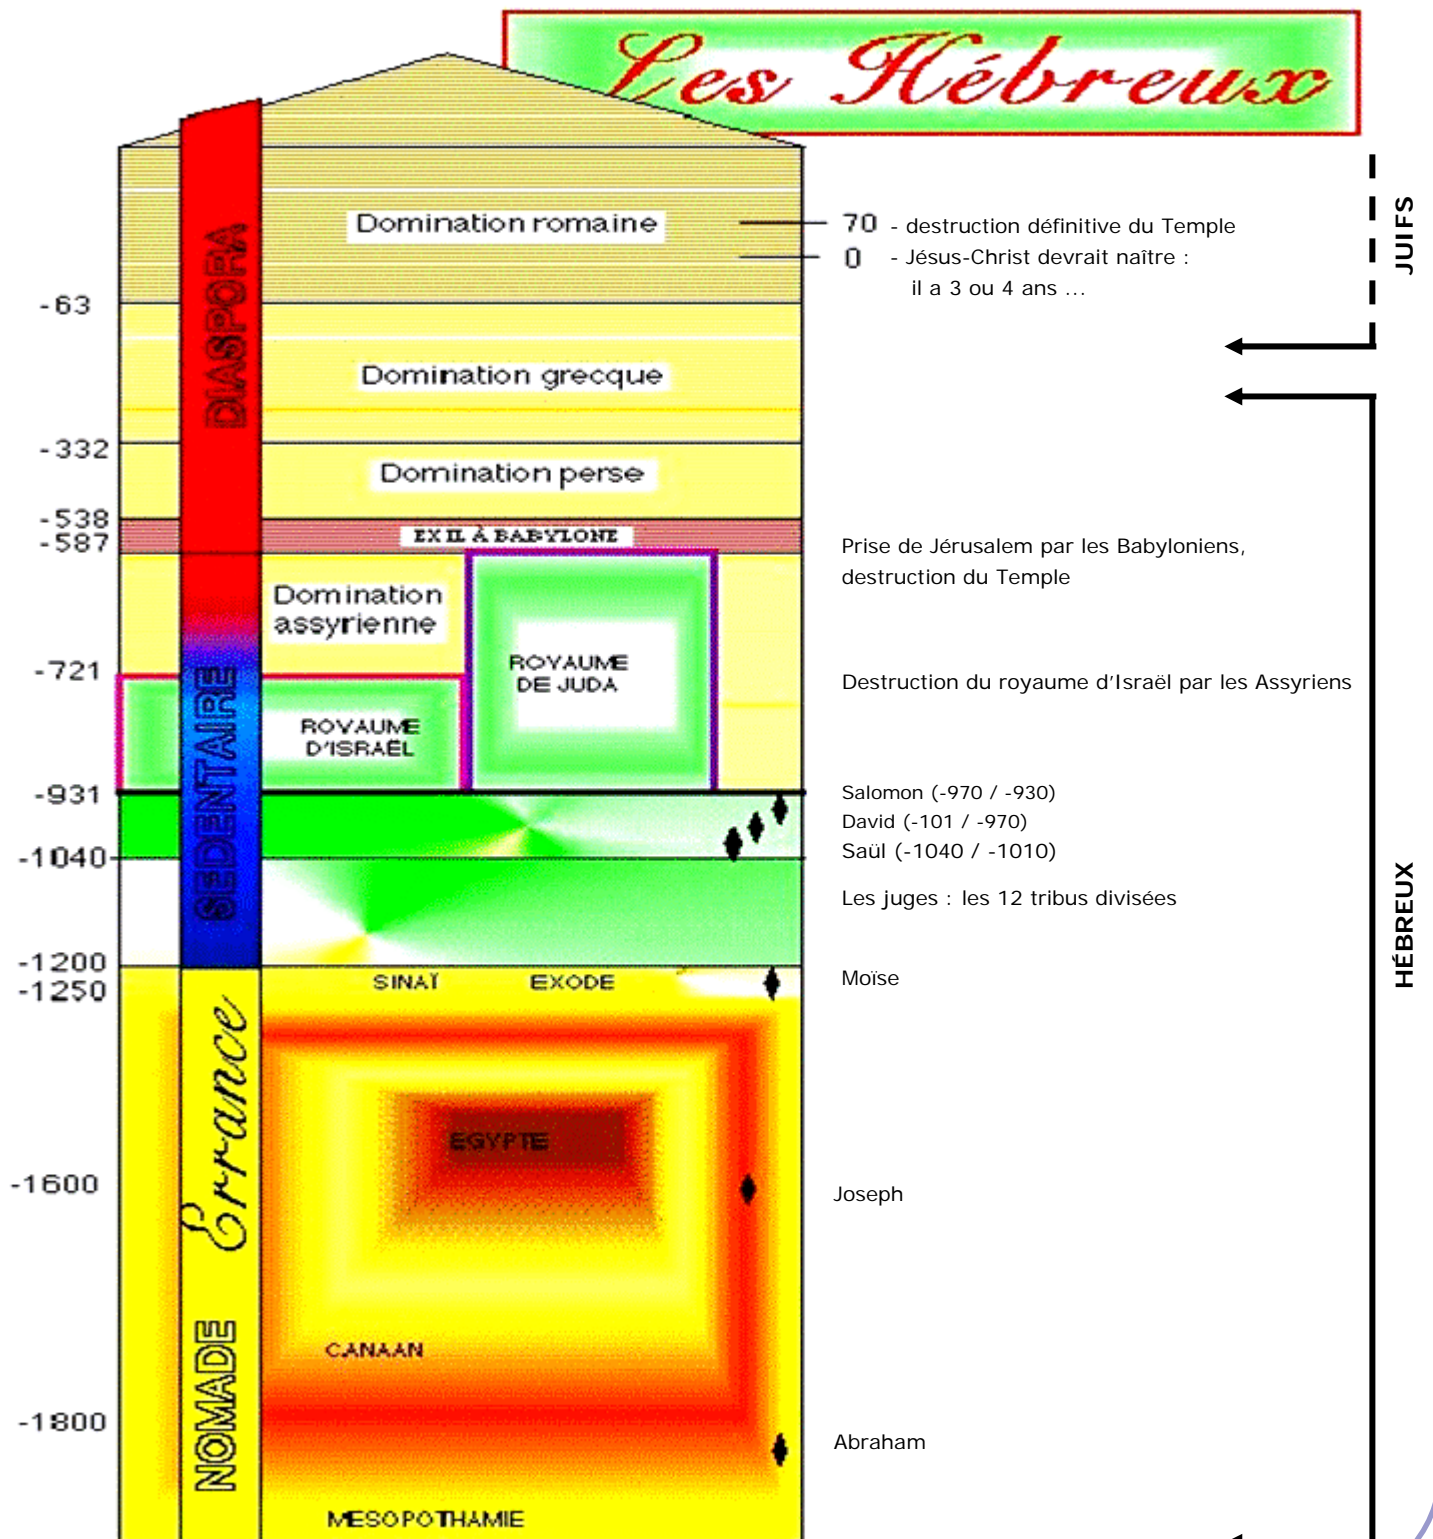 Les Hébreux
JUIFS
Domination romaine
70 - destruction définitive du Temple
0 - Jésus-Christ devrait naître :
il a 3 ou 4 ans ...
-63
DIASPORA
Domination grecque
-332
Domination perse
-538
EXIL À BABYLONE
-587
Prise de Jérusalem par les Babyloniens,
destruction du Temple
Domination
assyrienne
ROYAUME
DE JUDA
-721
Destruction du royaume d'Israël par les Assyriens
ROYAUME
D'ISRAËL
SEDENTAIRE
-931
Salomon (-970 / -930)
David (-101 / -970)
Saül (-1040 / -1010)
-1040
HÉBREUX
Les juges : les 12 tribus divisées
-1200
SINAÏ EXODE
Moïse
-1250
Errance
EGYPTE
-1600
Joseph
CANAAN
NOMADE
-1800
Abraham
MESOPOTHAMIE